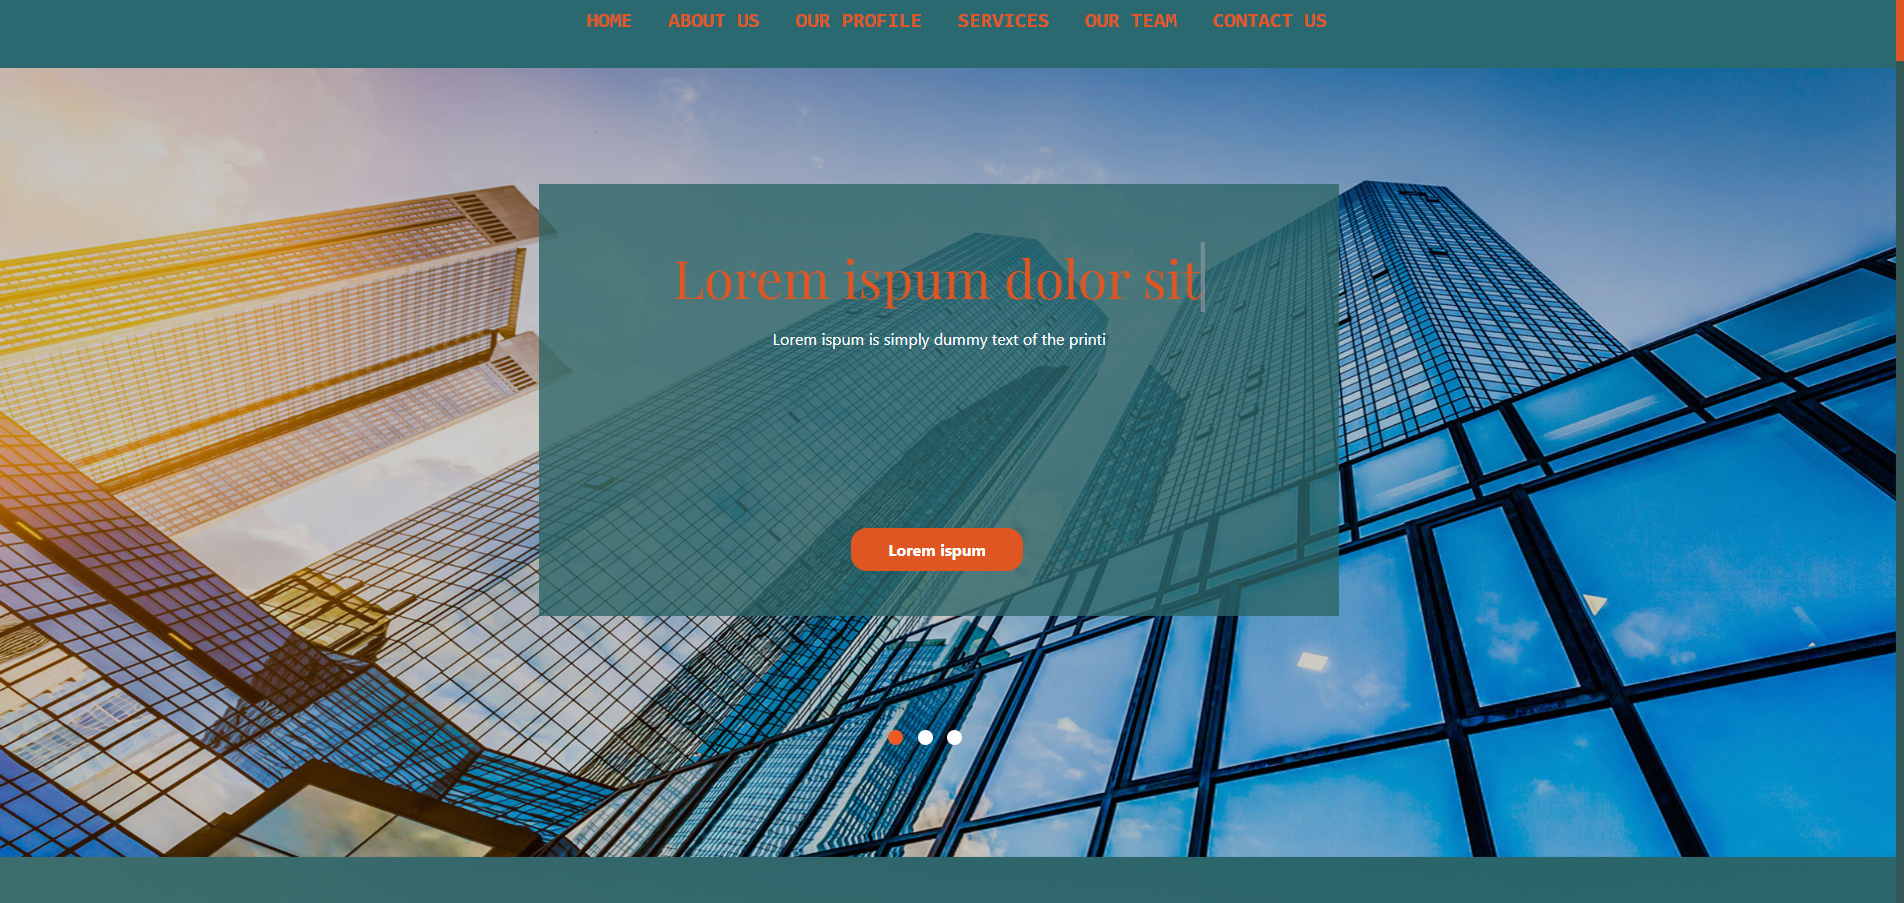 HOME ABOUT US OUR PROFILE SERVICES OUR TEAM CONTACT US
Lorem ispum dolor sit
Lorem ispum is simply dummy text of the printi
Lorem ispum